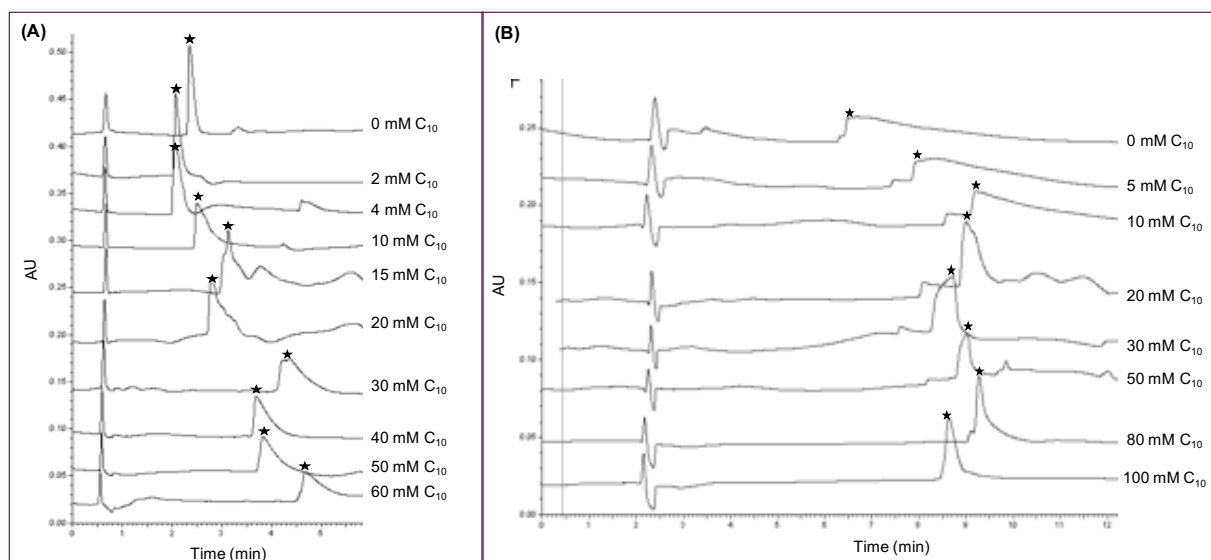 (A)
0.50
0.45
0.40
0.35
0.30
0.25
0.20
0.15
0.10
0.05
0.00
AU
0 mM C₁₀
2 mM C₁₀
4 mM C₁₀
10 mM C₁₀
15 mM C₁₀
20 mM C₁₀
30 mM C₁₀
40 mM C₁₀
50 mM C₁₀
60 mM C₁₀
0 1 2 3 4 5
Time (min)
(B)
0.25
0.20
0.15
0.10
0.05
0.00
AU
0 mM C₁₀
5 mM C₁₀
10 mM C₁₀
20 mM C₁₀
30 mM C₁₀
50 mM C₁₀
80 mM C₁₀
100 mM C₁₀
0 1 2 3 4 5 6 7 8 9 10 11 12
Time (min)